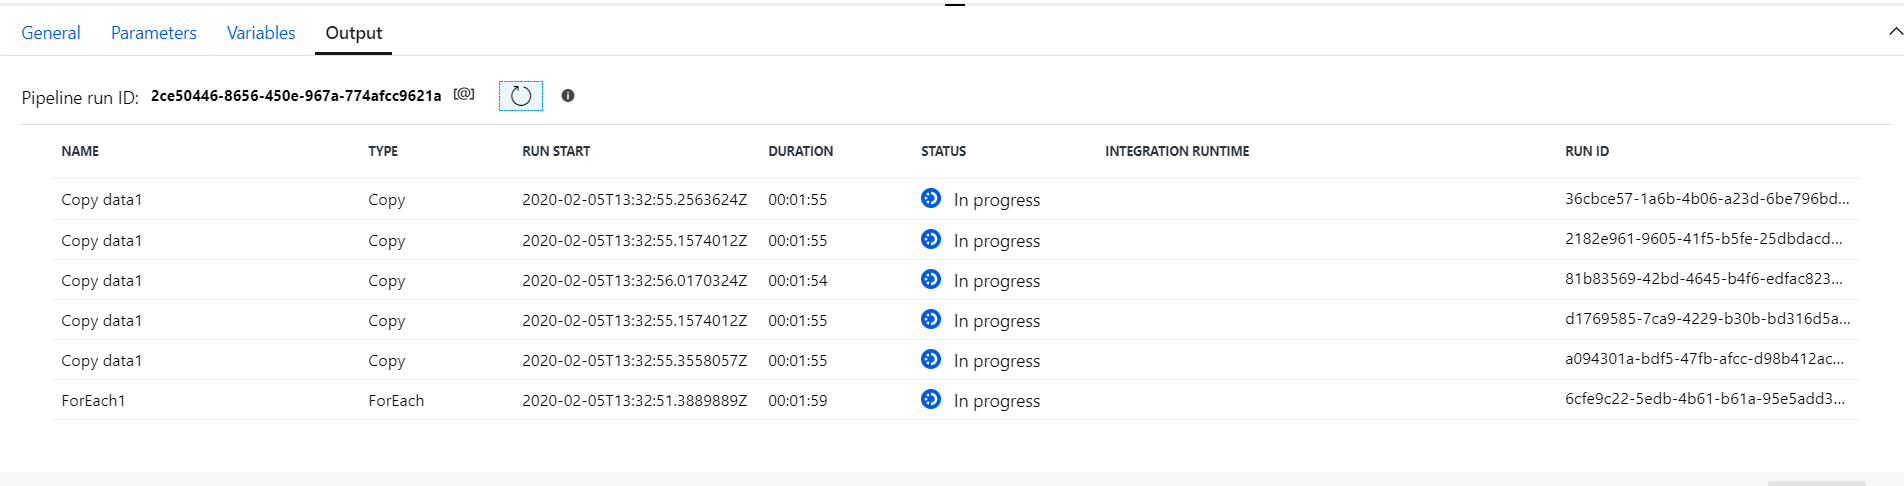 General Parameters Variables Output
Pipeline run ID: 2ce50446-8656-450e-967a-774afcc9621a [@]
NAME TYPE RUN START DURATION STATUS INTEGRATION RUNTIME RUN ID
Copy data1 Copy 2020-02-05T13:32:55.2563624Z 00:01:55 In progress 36cbce57-1a6b-4b06-a23d-6be796bd...
Copy data1 Copy 2020-02-05T13:32:55.1574012Z 00:01:55 In progress 2182e961-9605-41f5-b5fe-25dbdacd...
Copy data1 Copy 2020-02-05T13:32:56.0170324Z 00:01:54 In progress 81b83569-42bd-4645-b4f6-edfac823...
Copy data1 Copy 2020-02-05T13:32:55.1574012Z 00:01:55 In progress d1769585-7ca9-4229-b30b-bd316d5a...
Copy data1 Copy 2020-02-05T13:32:55.3558057Z 00:01:55 In progress a094301a-bdf5-47fb-afcc-d98b412ac...
ForEach1 ForEach 2020-02-05T13:32:51.3889889Z 00:01:59 In progress 6cfe9c22-5edb-4b61-b61a-95e5add3...